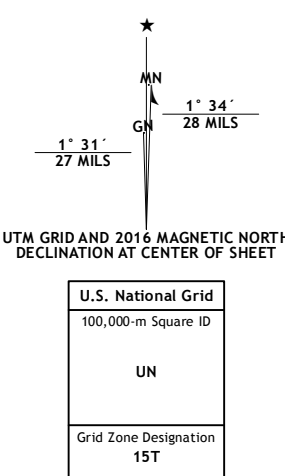 ★
MN
GN
1° 34´
28 MILS
1° 31´
27 MILS
UTM GRID AND 2016 MAGNETIC NORTH
DECLINATION AT CENTER OF SHEET
U.S. National Grid
100,000-m Square ID
UN
Grid Zone Designation
15T